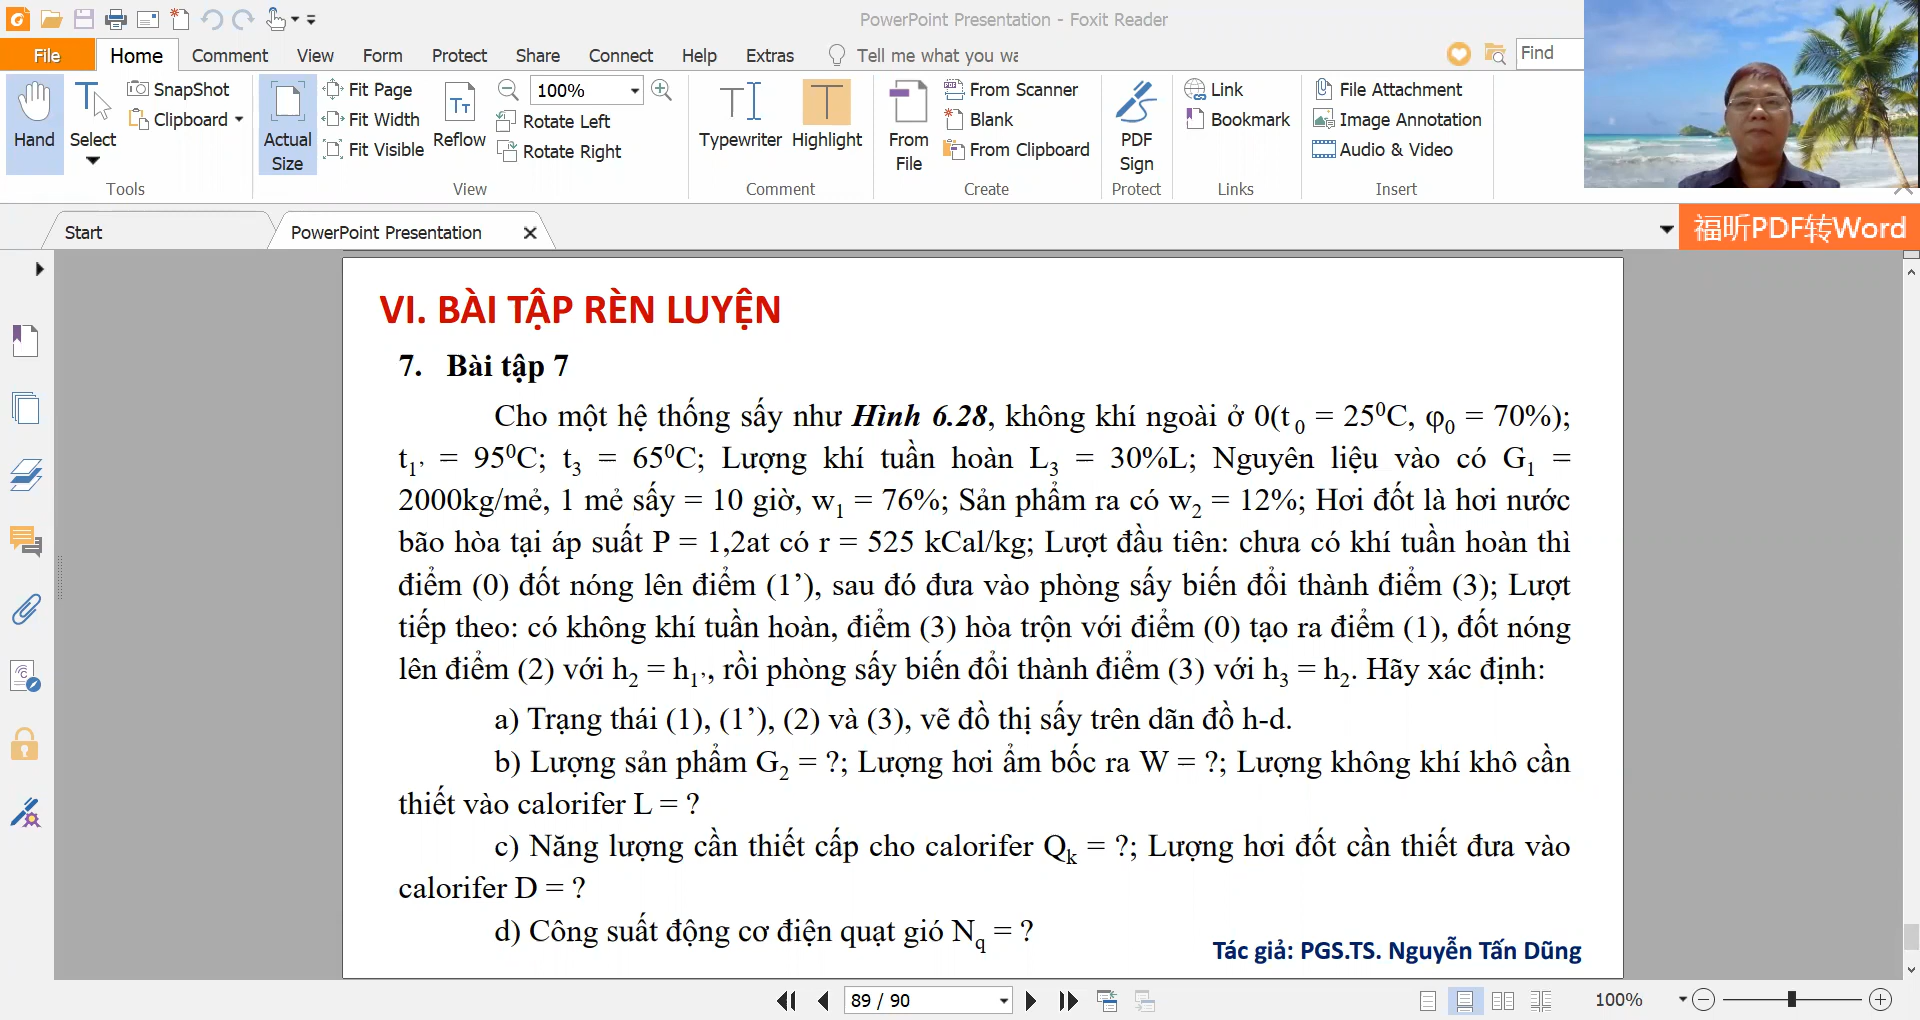 PowerPoint Presentation - Foxit Reader
File Home Comment View Form Protect Share Connect Help Extras Tell me what you wa Find
SnapShot
Clipboard
Hand
Select
Tools
Actual Size
Fit Page
Fit Width
Fit Visible
Reflow
100%
Rotate Left
Rotate Right
View
Typewriter
Highlight
Comment
From File
From Scanner
Blank
From Clipboard
Create
PDF Sign
Protect
Link
Bookmark
Links
File Attachment
Image Annotation
Audio & Video
Insert
Start
PowerPoint Presentation
福昕PDF转Word
VI. BÀI TẬP RÈN LUYỆN
7. Bài tập 7
Cho một hệ thống sấy như Hình 6.28, không khí ngoài ở 0(t₀ = 25⁰C, φ₀ = 70%);
t₁’ = 95⁰C; t₃ = 65⁰C; Lượng khí tuần hoàn L₃ = 30%L; Nguyên liệu vào có G₁ =
2000kg/mẻ, 1 mẻ sấy = 10 giờ, w₁ = 76%; Sản phẩm ra có w₂ = 12%; Hơi đốt là hơi nước
bão hòa tại áp suất P = 1,2at có r = 525 kCal/kg; Lượt đầu tiên: chưa có khí tuần hoàn thì
điểm (0) đốt nóng lên điểm (1’), sau đó đưa vào phòng sấy biến đổi thành điểm (3); Lượt
tiếp theo: có không khí tuần hoàn, điểm (3) hòa trộn với điểm (0) tạo ra điểm (1), đốt nóng
lên điểm (2) với h₂ = h₁’, rồi phòng sấy biến đổi thành điểm (3) với h₃ = h₂. Hãy xác định:
a) Trạng thái (1), (1’), (2) và (3), vẽ đồ thị sấy trên dãn đồ h-d.
b) Lượng sản phẩm G₂ = ?; Lượng hơi ẩm bốc ra W = ?; Lượng không khí khô cần
thiết vào calorifer L = ?
c) Năng lượng cần thiết cấp cho calorifer Qₖ = ?; Lượng hơi đốt cần thiết đưa vào
calorifer D = ?
d) Công suất động cơ điện quạt gió Nq = ?
Tác giả: PGS.TS. Nguyễn Tấn Dũng
89 / 90
100%